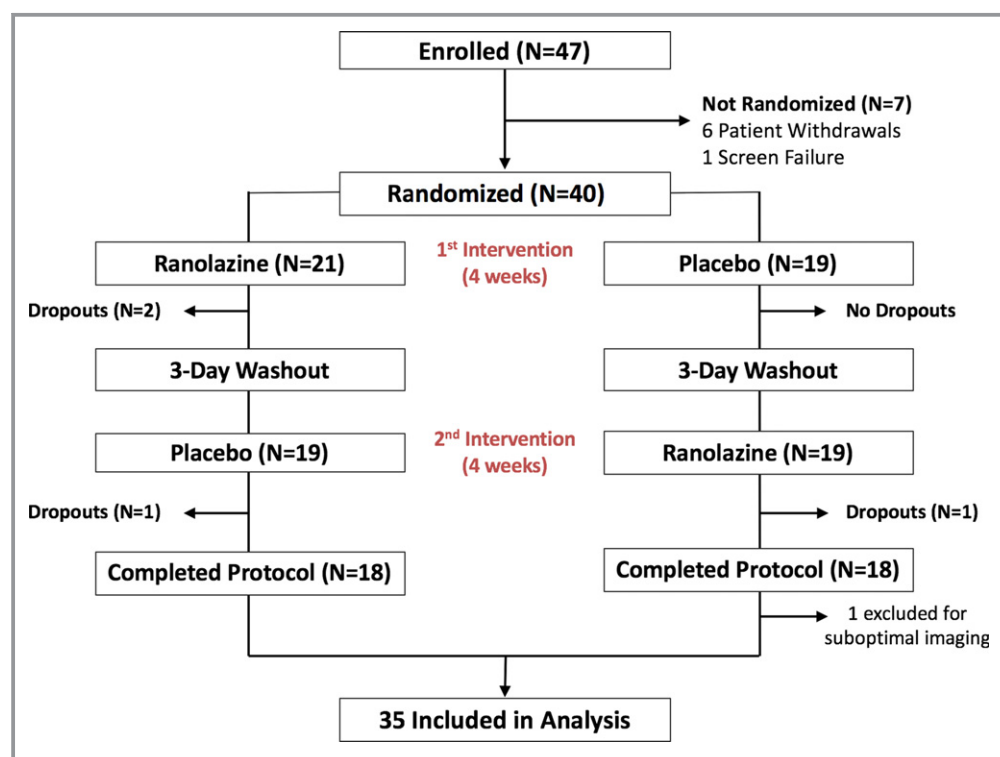 Enrolled (N=47)
Not Randomized (N=7)
6 Patient Withdrawals
1 Screen Failure
Randomized (N=40)
Ranolazine (N=21)
1st Intervention
(4 weeks)
Placebo (N=19)
Dropouts (N=2)
No Dropouts
3-Day Washout
3-Day Washout
Placebo (N=19)
2nd Intervention
(4 weeks)
Ranolazine (N=19)
Dropouts (N=1)
Dropouts (N=1)
Completed Protocol (N=18)
Completed Protocol (N=18)
1 excluded for
suboptimal imaging
35 Included in Analysis